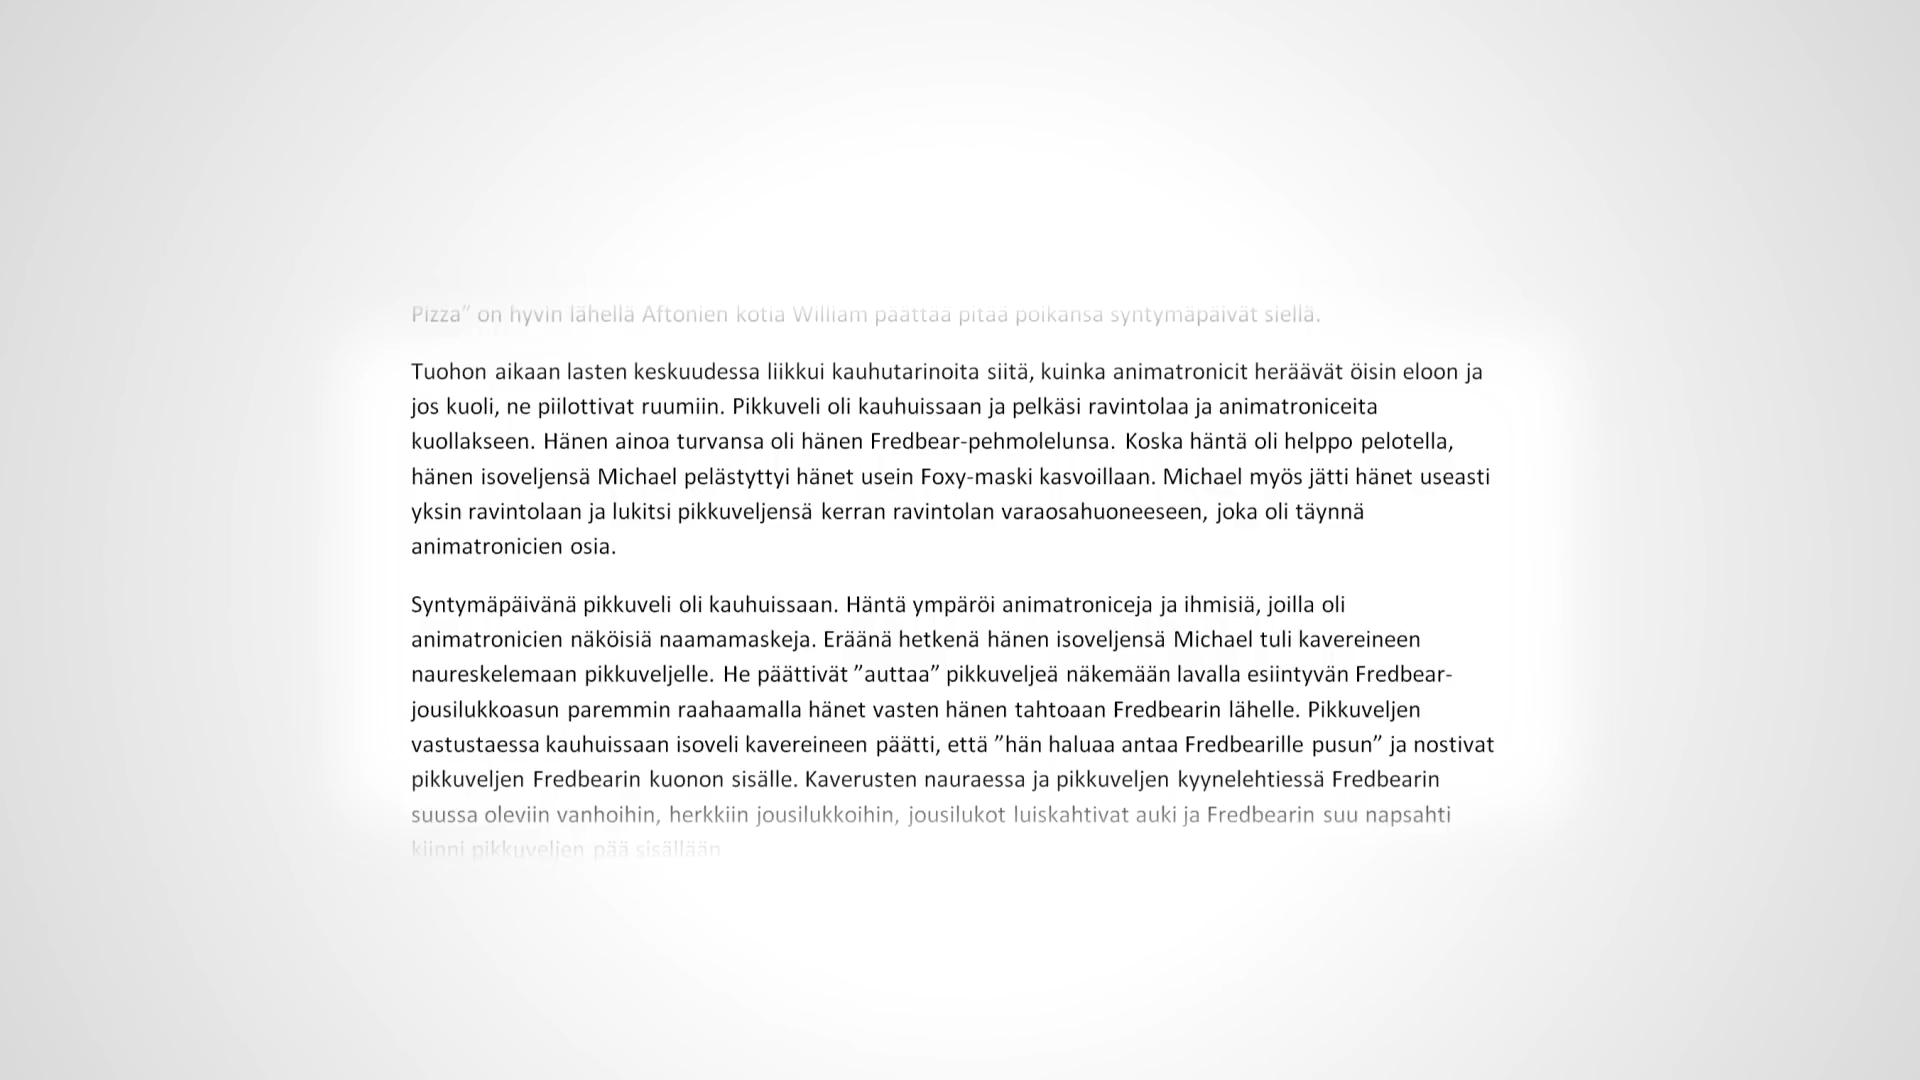 Pizza” on hyvin lähellä Aftonien kotia William päättää pitää poikansa syntymäpäivät siellä.
Tuohon aikaan lasten keskuudessa liikkui kauhutarinoita siitä, kuinka animatronicit heräävät öisin eloon ja
jos kuoli, ne piilottivat ruumiin. Pikkuveli oli kauhuissaan ja pelkäsi ravintolaa ja animatroniceita
kuollakseen. Hänen ainoa turvansa oli hänen Fredbear-pehmolelunsa. Koska häntä oli helppo pelotella,
hänen isoveljensä Michael pelästyttyi hänet usein Foxy-maski kasvoillaan. Michael myös jätti hänet useasti
yksin ravintolaan ja lukitsi pikkuveljensä kerran ravintolan varaosahuoneeseen, joka oli täynnä
animatronicien osia.
Syntymäpäivänä pikkuveli oli kauhuissaan. Häntä ympäröi animatroniceja ja ihmisiä, joilla oli
animatronicien näköisiä naamamaskeja. Eräänä hetkenä hänen isoveljensä Michael tuli kavereineen
naureskelemaan pikkuveljelle. He päättivät ”auttaa” pikkuveljeä näkemään lavalla esiintyvän Fredbear-
jousilukkoasun paremmin raahaamalla hänet vasten hänen tahtoaan Fredbearin lähelle. Pikkuveljen
vastustaessa kauhuissaan isoveli kavereineen päätti, että ”hän haluaa antaa Fredbearille pusun” ja nostivat
pikkuveljen Fredbearin kuonon sisälle. Kaverusten nauraessa ja pikkuveljen kyynelehtiessä Fredbearin
suussa oleviin vanhoihin, herkkiin jousilukkoihin, jousilukot luiskahtivat auki ja Fredbearin suu napsahti
kiinni pikkuveljen pää sisällään